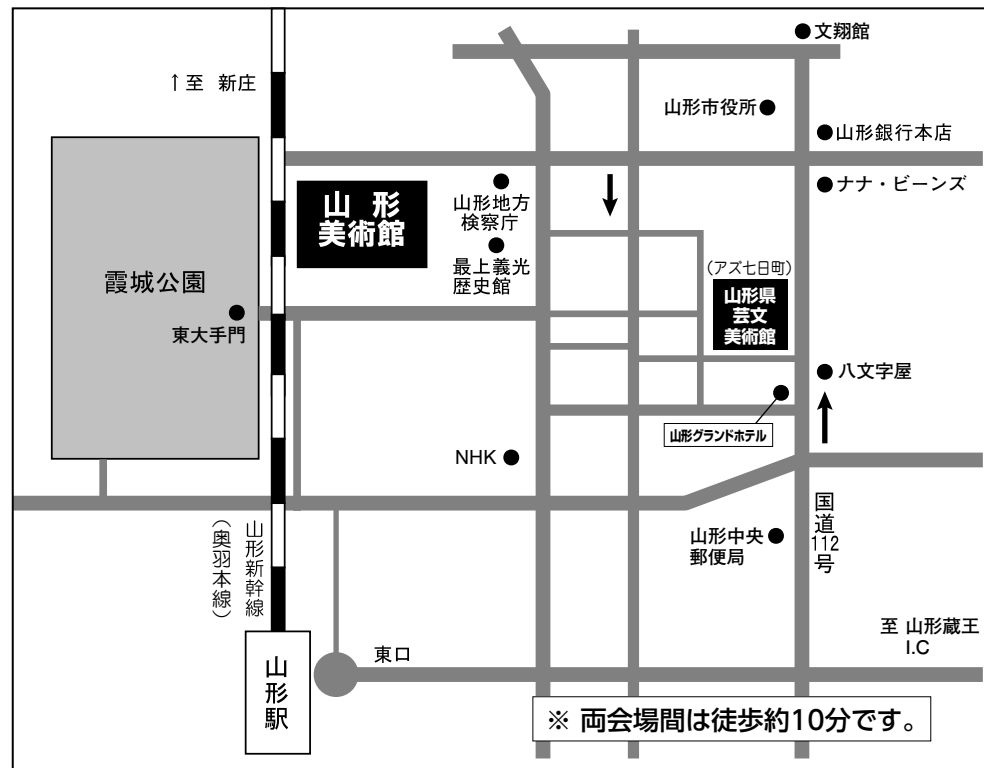 文翔館
↑至 新庄
山形市役所
山形銀行本店
山 形
美術館
山形地方
検察庁
ナナ・ビーンズ
最上義光
歴史館
霞城公園
(アズ七日町)
山形県
芸文
美術館
東大手門
八文字屋
山形グランドホテル
NHK
国道112号
山形新幹線
(奥羽本線)
山形中央
郵便局
至 山形蔵王
I.C
東口
山形駅
※ 両会場間は徒歩約10分です。